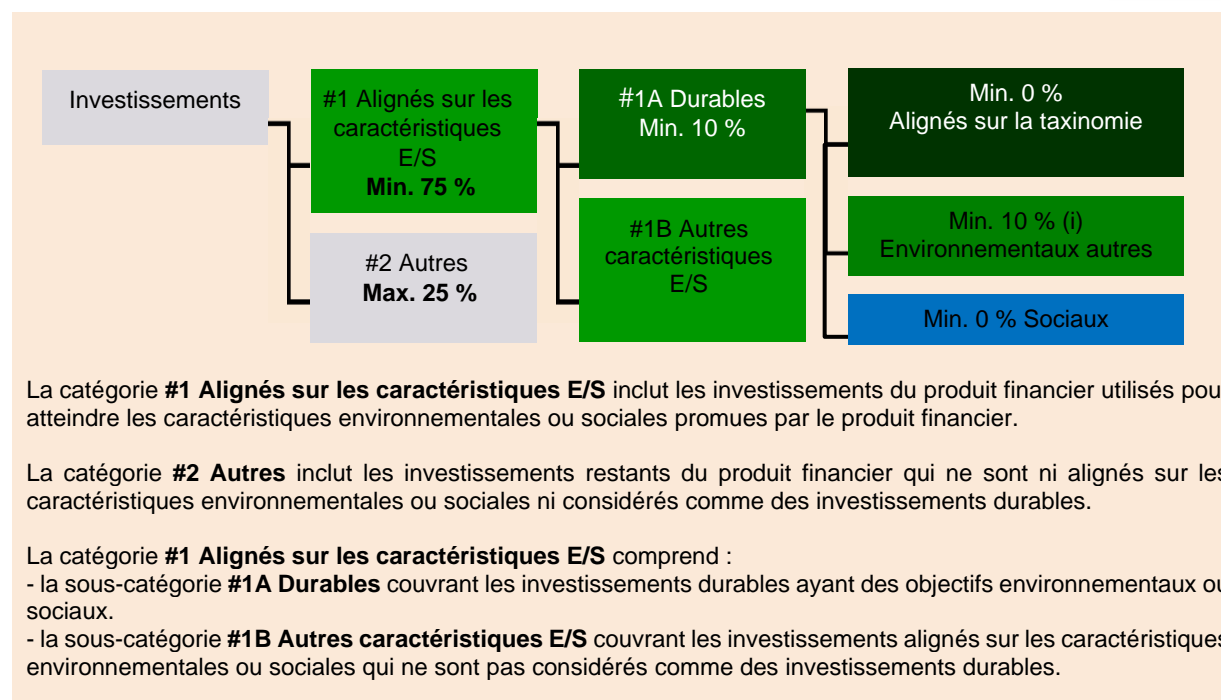 Investissements
#1 Alignés sur les
caractéristiques
E/S
Min. 75 %
#2 Autres
Max. 25 %
#1A Durables
Min. 10 %
#1B Autres
caractéristiques
E/S
Min. 0 %
Alignés sur la taxinomie
Min. 10 % (i)
Environnementaux autres
Min. 0 % Sociaux
La catégorie #1 Alignés sur les caractéristiques E/S inclut les investissements du produit financier utilisés pou
atteindre les caractéristiques environnementales ou sociales promues par le produit financier.
La catégorie #2 Autres inclut les investissements restants du produit financier qui ne sont ni alignés sur les
caractéristiques environnementales ou sociales ni considérés comme des investissements durables.
La catégorie #1 Alignés sur les caractéristiques E/S comprend :
- la sous-catégorie #1A Durables couvrant les investissements durables ayant des objectifs environnementaux ou
sociaux.
- la sous-catégorie #1B Autres caractéristiques E/S couvrant les investissements alignés sur les caractéristiques
environnementales ou sociales qui ne sont pas considérés comme des investissements durables.